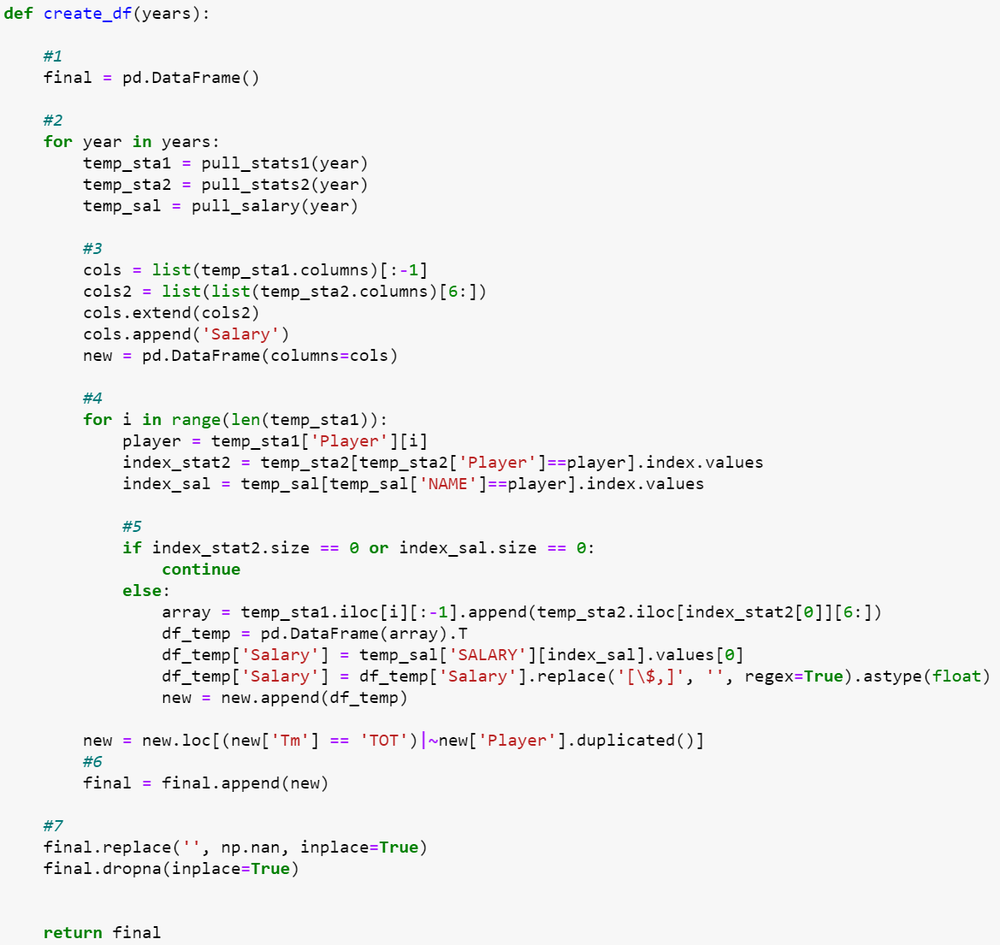 def create_df(years):
    #1
    final = pd.DataFrame()
    #2
    for year in years:
        temp_sta1 = pull_stats1(year)
        temp_sta2 = pull_stats2(year)
        temp_sal = pull_salary(year)
        #3
        cols = list(temp_sta1.columns)[:-1]
        cols2 = list(list(temp_sta2.columns)[6:])
        cols.extend(cols2)
        cols.append('Salary')
        new = pd.DataFrame(columns=cols)
        #4
        for i in range(len(temp_sta1)):
            player = temp_sta1['Player'][i]
            index_stat2 = temp_sta2[temp_sta2['Player']==player].index.values
            index_sal = temp_sal[temp_sal['NAME']==player].index.values
            #5
            if index_stat2.size == 0 or index_sal.size == 0:
                continue
            else:
                array = temp_sta1.iloc[i][:-1].append(temp_sta2.iloc[index_stat2[0]][6:])
                df_temp = pd.DataFrame(array).T
                df_temp['Salary'] = temp_sal['SALARY'][index_sal].values[0]
                df_temp['Salary'] = df_temp['Salary'].replace('[\$,]', '', regex=True).astype(float)
                new = new.append(df_temp)
        new = new.loc[(new['Tm'] == 'TOT')|~new['Player'].duplicated()]
        #6
        final = final.append(new)
    #7
    final.replace('', np.nan, inplace=True)
    final.dropna(inplace=True)
    return final